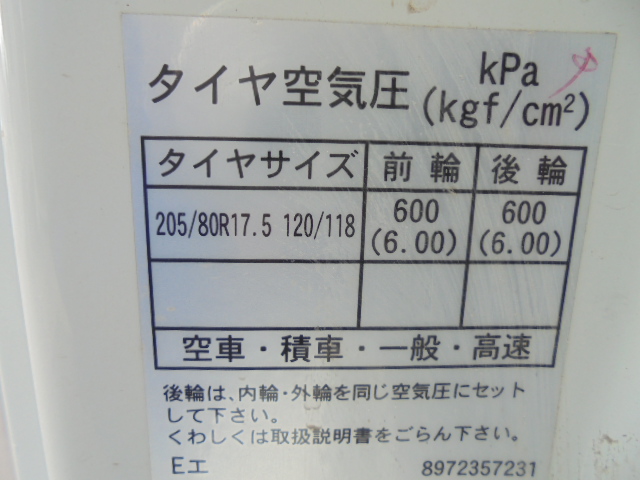 タイヤ空気圧 kPa
(kgf/cm²)
タイヤサイズ 前輪 後輪
205/80R17.5 120/118 600 600
(6.00) (6.00)
空車・積車・一般・高速
後輪は、内輪・外輪を同じ空気圧にセット
して下さい。
くわしくは取扱説明書をごらん下さい。
Eエ 8972357231